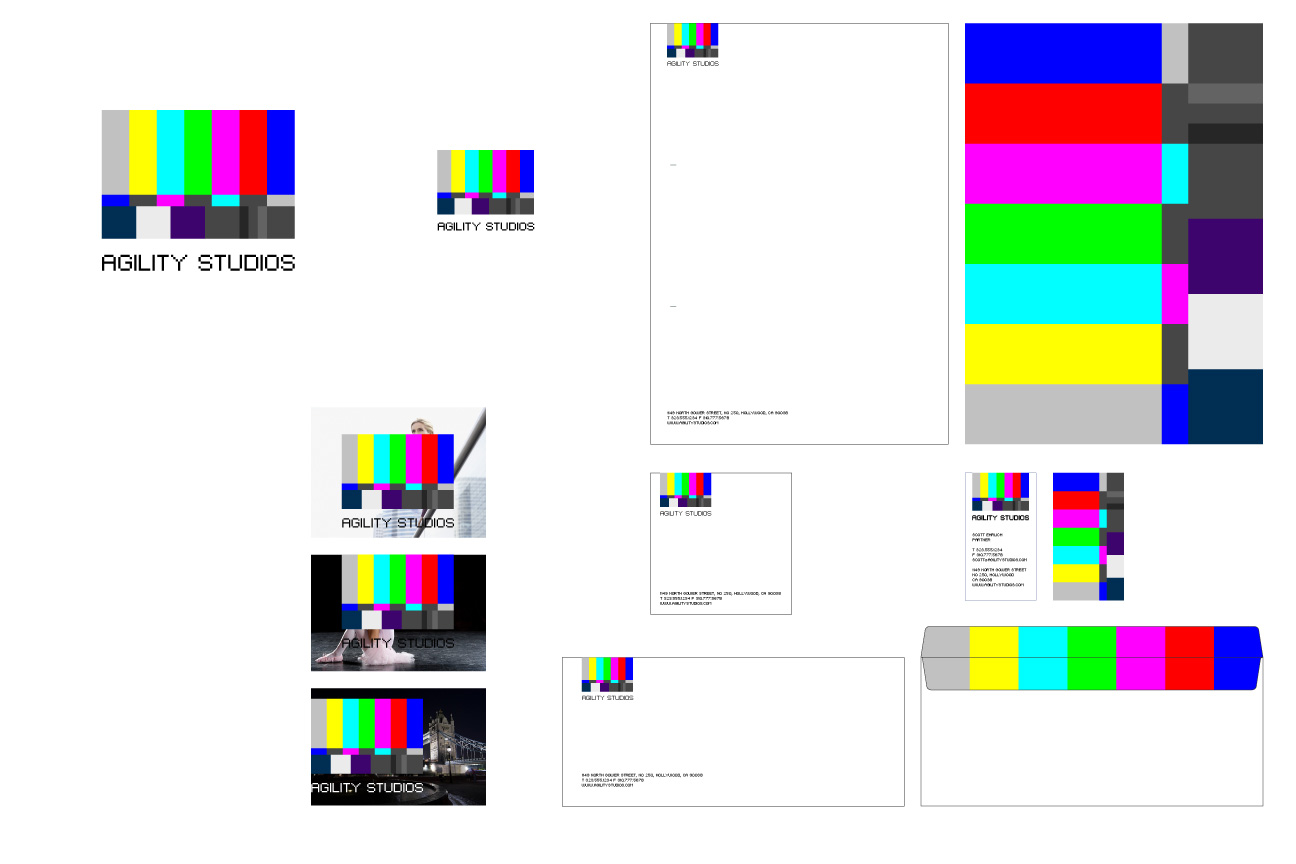 AGILITY STUDIOS
AGILITY STUDIOS
AGILITY STUDIOS
1149 NORTH GOWER STREET, NO 250, HOLLYWOOD, CA 90038
T 323.555.1234 F 310.777.5678
WWW.AGILITYSTUDIOS.COM
AGILITY STUDIOS
AGILITY STUDIOS
AGILITY STUDIOS
AGILITY STUDIOS
1149 NORTH GOWER STREET, NO 250, HOLLYWOOD, CA 90038
T 323.555.1234 F 310.777.5678
WWW.AGILITYSTUDIOS.COM
AGILITY STUDIOS
SCOTT EHRLICH
PARTNER
T 323.555.1234
F 310.777.5678
SCOTT@AGILITYSTUDIOS.COM
1149 NORTH GOWER STREET
NO 250, HOLLYWOOD
CA 90038
WWW.AGILITYSTUDIOS.COM
AGILITY STUDIOS
1149 NORTH GOWER STREET, NO 250, HOLLYWOOD, CA 90038
T 323.555.1234 F 310.777.5678
WWW.AGILITYSTUDIOS.COM